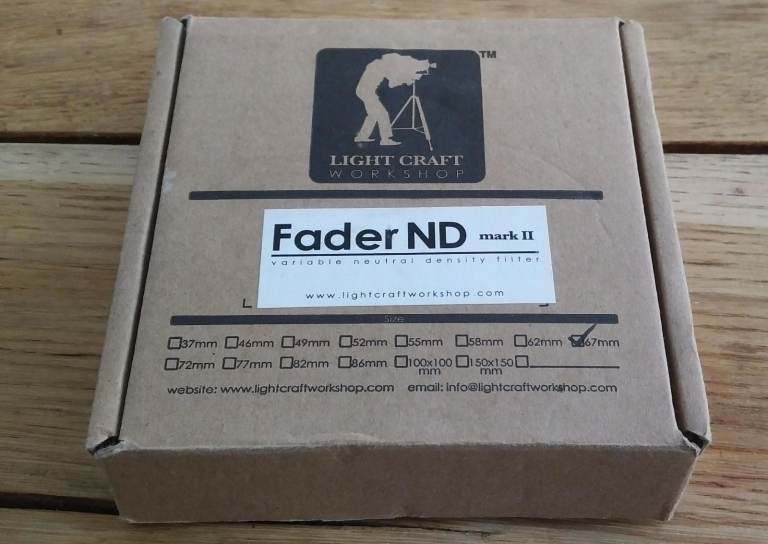 TM
LIGHT CRAFT
WORKSHOP
Fader ND mark II
variable neutral density filter
www.lightcraftworkshop.com
Size
37mm 46mm 49mm 52mm 55mm 58mm 62mm 67mm
72mm 77mm 82mm 86mm 100x100 mm 150x150 mm
website: www.lightcraftworkshop.com email: info@lightcraftworkshop.com